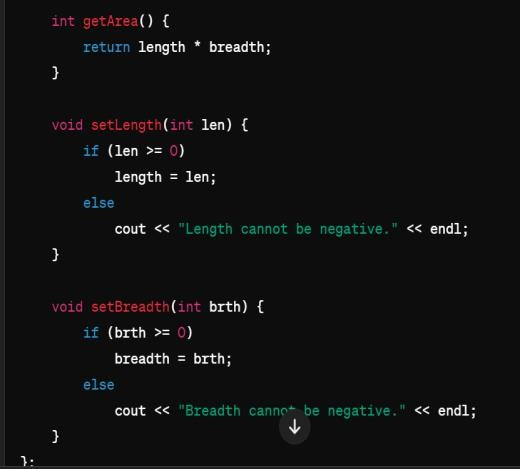 int getArea() {
return length * breadth;
}
void setLength(int len) {
if (len >= 0)
length = len;
else
cout << "Length cannot be negative." << endl;
}
void setBreadth(int brth) {
if (brth >= 0)
breadth = brth;
else
cout << "Breadth cannot be negative." << endl;
}
};